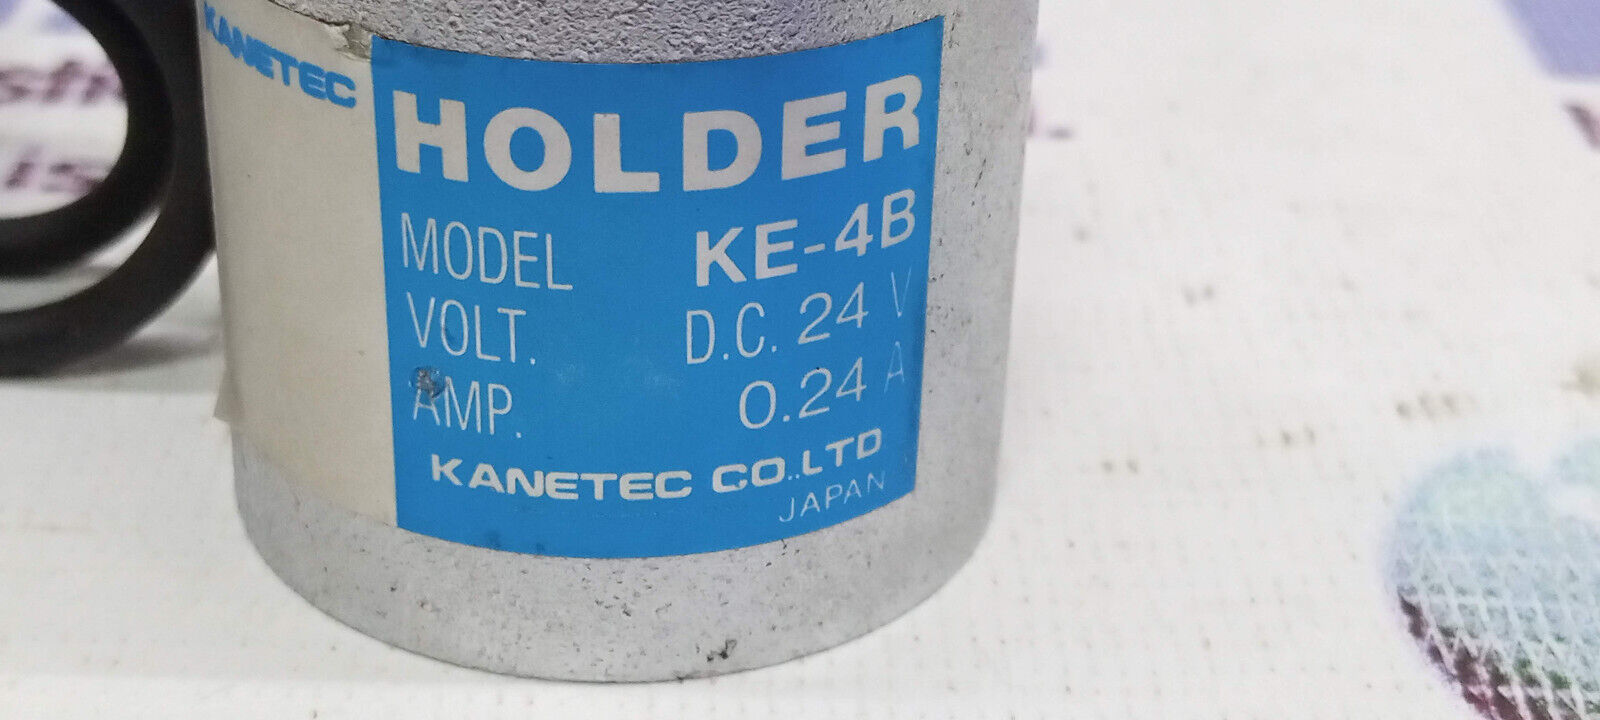 KANETEC
HOLDER
MODEL KE-4B
VOLT. D.C. 24 V
AMP. 0.24 A
KANETEC CO.,LTD
JAPAN